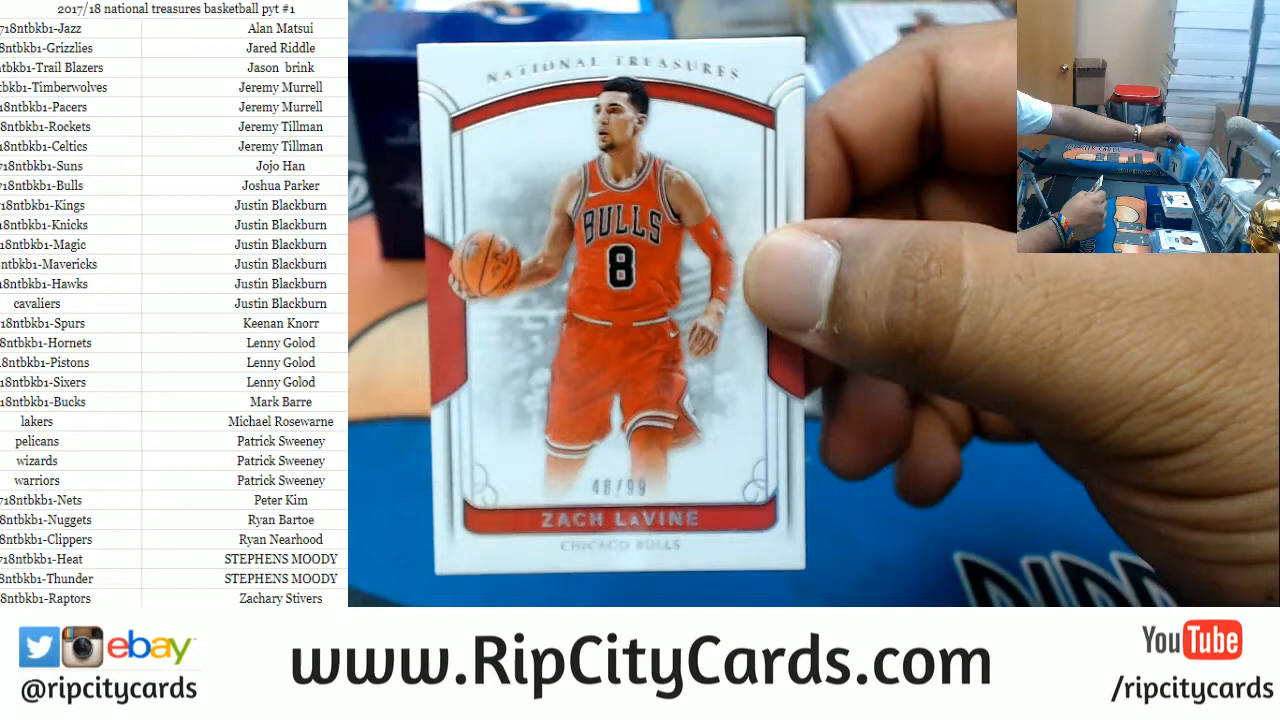 2017/18 national treasures basketball pyt #1
718ntbkb1-Jazz Alan Matsui
8ntbkb1-Grizzlies Jared Riddle
ntbkb1-Trail Blazers Jason brink
tbkb1-Timberwolves Jeremy Murrell
18ntbkb1-Pacers Jeremy Murrell
8ntbkb1-Rockets Jeremy Tillman
8ntbkb1-Celtics Jeremy Tillman
718ntbkb1-Suns Jojo Han
718ntbkb1-Bulls Joshua Parker
8ntbkb1-Kings Justin Blackburn
8ntbkb1-Knicks Justin Blackburn
8ntbkb1-Magic Justin Blackburn
ntbkb1-Mavericks Justin Blackburn
8ntbkb1-Hawks Justin Blackburn
cavaliers Justin Blackburn
18ntbkb1-Spurs Keenan Knorr
8ntbkb1-Hornets Lenny Golod
8ntbkb1-Pistons Lenny Golod
18ntbkb1-Sixers Lenny Golod
18ntbkb1-Bucks Mark Barre
lakers Michael Rosewarne
pelicans Patrick Sweeney
wizards Patrick Sweeney
warriors Patrick Sweeney
718ntbkb1-Nets Peter Kim
8ntbkb1-Nuggets Ryan Bartoe
8ntbkb1-Clippers Ryan Nearhood
718ntbkb1-Heat STEPHENS MOODY
8ntbkb1-Thunder STEPHENS MOODY
8ntbkb1-Raptors Zachary Stivers
NATIONAL TREASURES
BULLS
8
48/99
ZACH LAVINE
CHICAGO BULLS
ebay
@ripcitycards
www.RipCityCards.com
YouTube
/ripcitycards